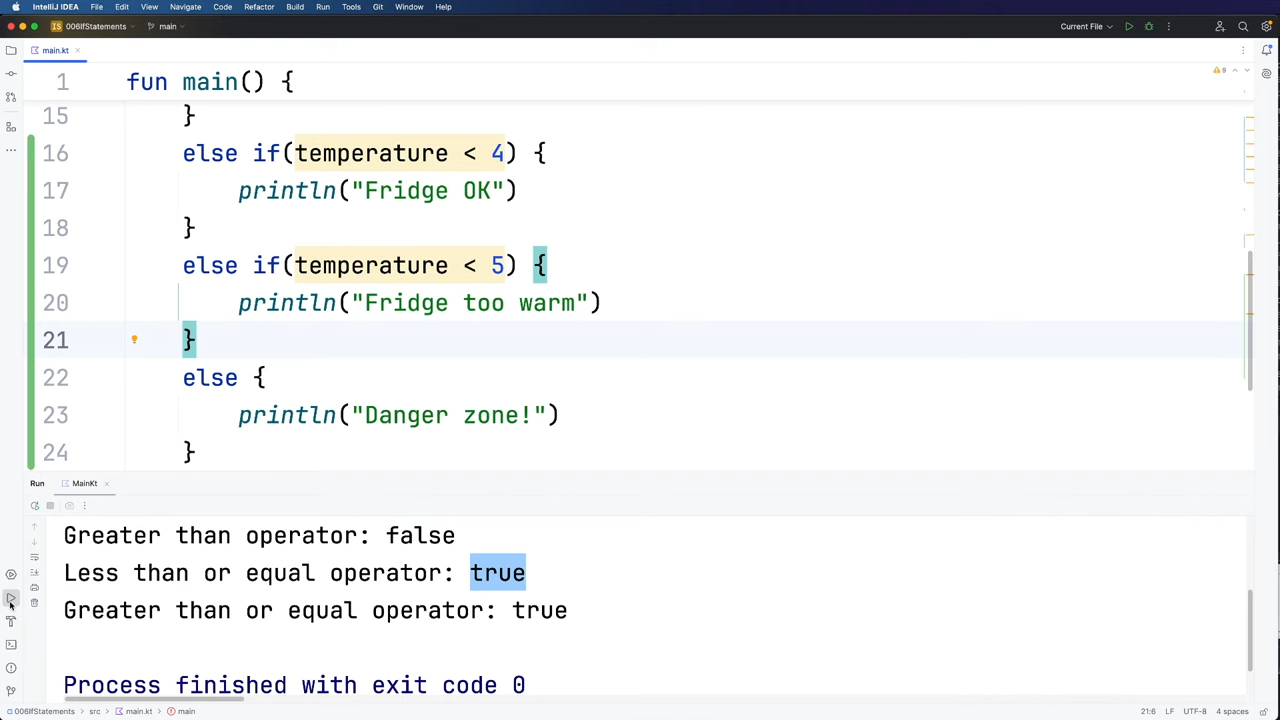 IntelliJ IDEA File Edit View Navigate Code Refactor Build Run Tools Git Window Help
IS 006IfStatements main Current File
main.kt
9
1 fun main() {
15 }
16 else if(temperature < 4) {
17 println("Fridge OK")
18 }
19 else if(temperature < 5) {
20 println("Fridge too warm")
21 }
22 else {
23 println("Danger zone!")
24 }
Run MainKt
Greater than operator: false
Less than or equal operator: true
Greater than or equal operator: true
Process finished with exit code 0
006IfStatements src main.kt main 21:6 LF UTF-8 4 spaces